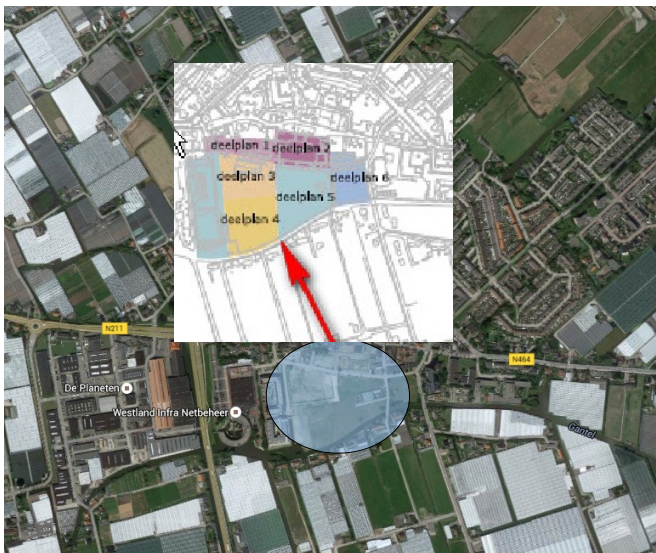 deelplan 1
deelplan 2
deelplan 3
deelplan 6
deelplan 5
deelplan 4
N211
N464
De Planeten
Westland Infra Netbeheer
Gantel